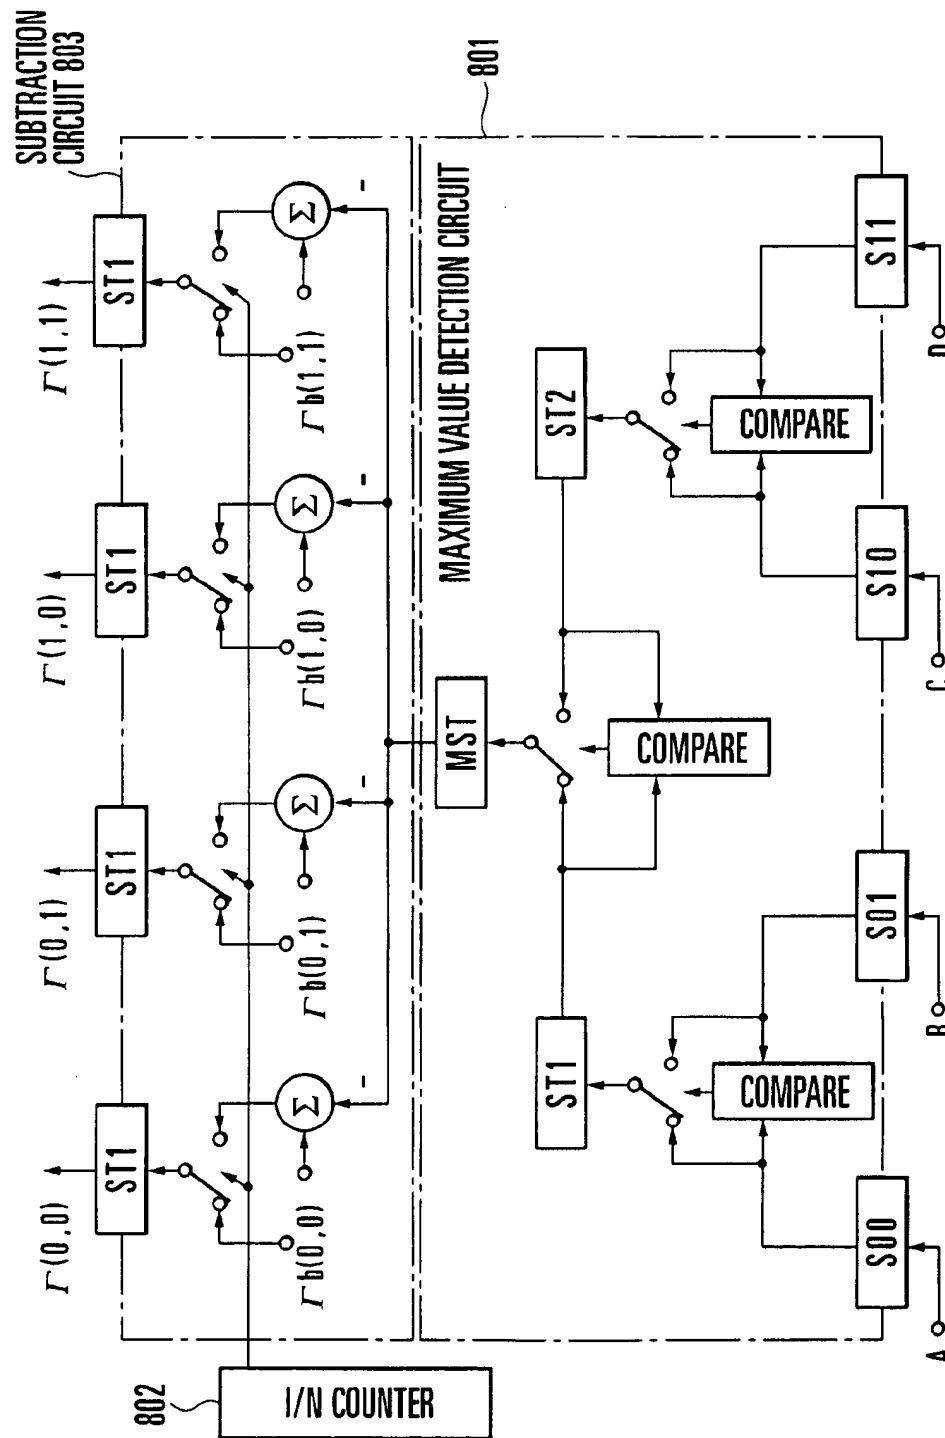 SUBTRACTION
CIRCUIT 803
Γ(0,0)
Γ(0,1)
Γ(1,0)
Γ(1,1)
ST1
ST1
ST1
ST1
802
I/N COUNTER
Σ
Σ
Σ
Σ
Γb(0,0)
Γb(0,1)
Γb(1,0)
Γb(1,1)
−
−
−
−
801
MAXIMUM VALUE DETECTION CIRCUIT
MST
COMPARE
ST1
ST2
COMPARE
COMPARE
S00
S01
S10
S11
A
B
C
D